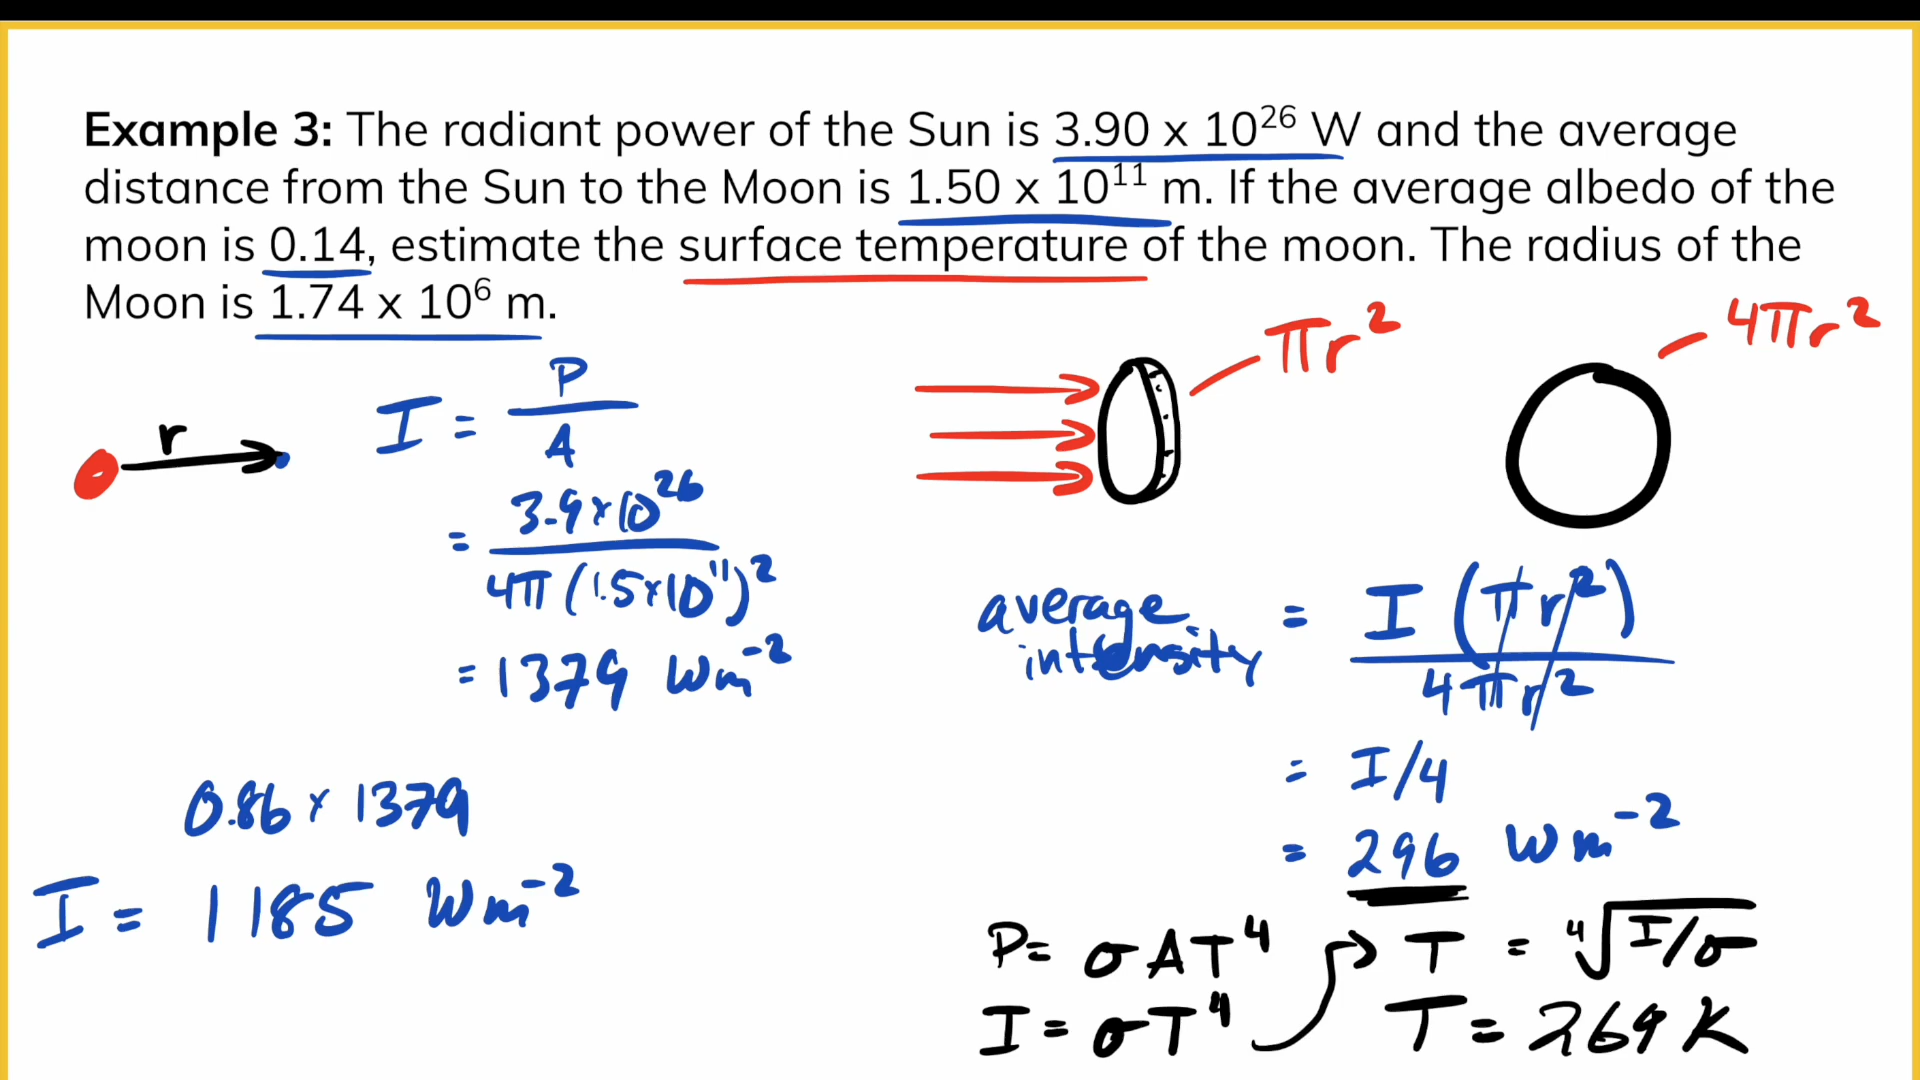 Example 3: The radiant power of the Sun is 3.90 x 10²⁶ W and the average
distance from the Sun to the Moon is 1.50 x 10¹¹ m. If the average albedo of the
moon is 0.14, estimate the surface temperature of the moon. The radius of the
Moon is 1.74 x 10⁶ m.
r
I = P / A
= 3.9×10²⁶ / 4π (1.5×10¹¹)²
= 1379 Wm⁻²
0.86 × 1379
I = 1185 Wm⁻²
πr²
4πr²
average intensity = I (πr²) / 4πr²
= I/4
= 296 Wm⁻²
P = σAT⁴
I = σT⁴
T = ⁴√I/σ
T = 269 K